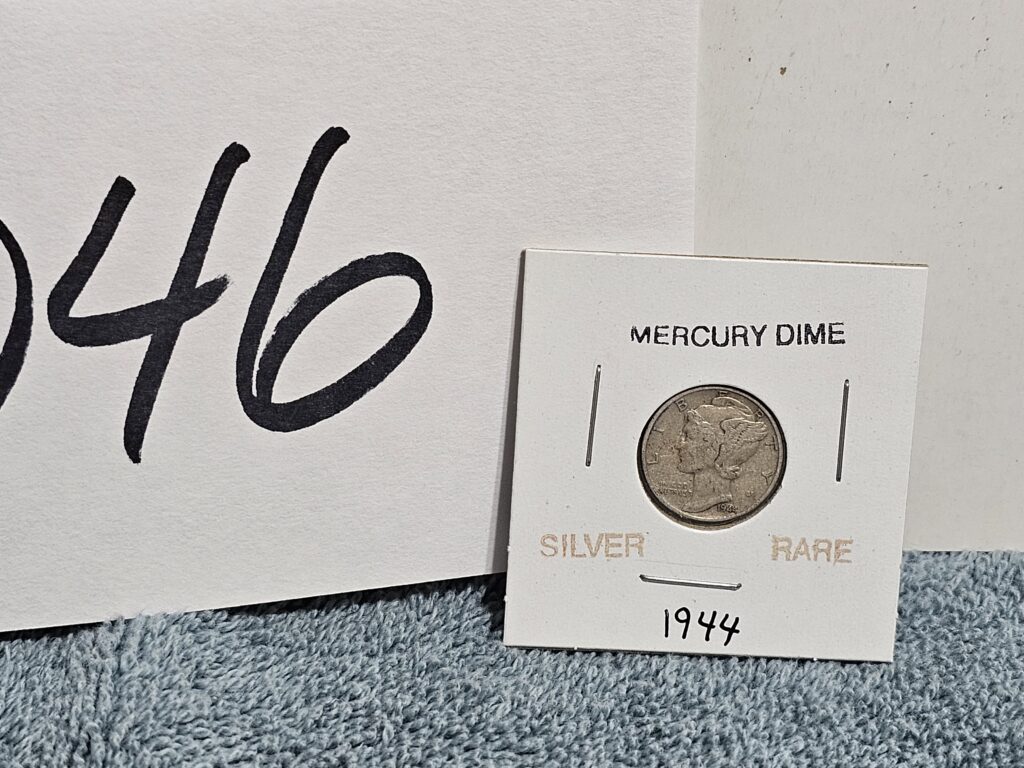 046
MERCURY DIME
LIBERTY
SILVER RARE
1944